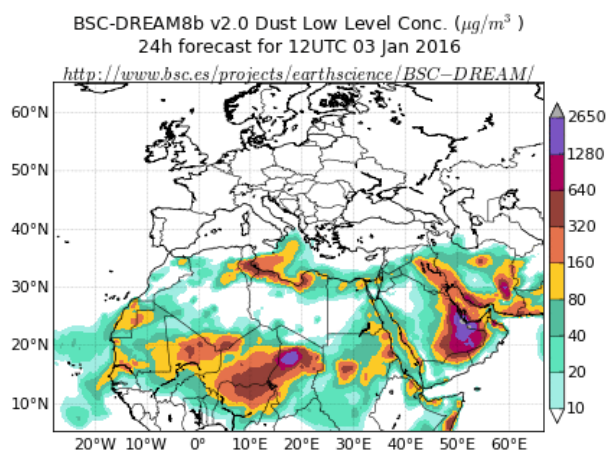 BSC-DREAM8b v2.0 Dust Low Level Conc. (μg/m³ )
24h forecast for 12UTC 03 Jan 2016
http://www.bsc.es/projects/earthscience/BSC−DREAM/
60°N
50°N
40°N
30°N
20°N
10°N
20°W 10°W 0° 10°E 20°E 30°E 40°E 50°E 60°E
2650
1280
640
320
160
80
40
20
10